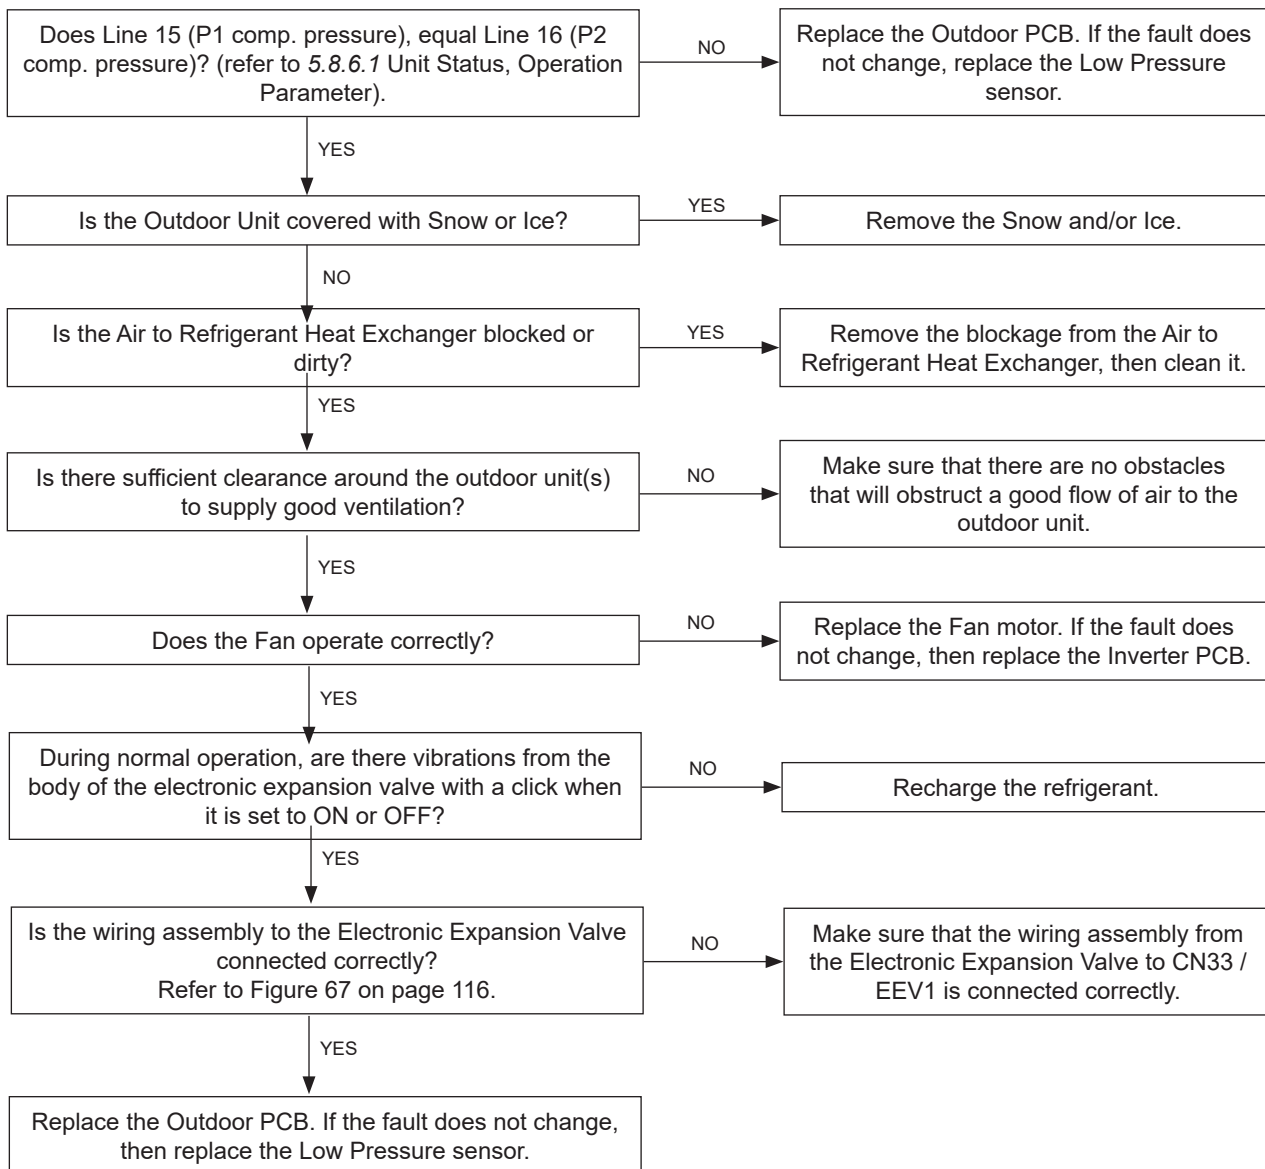 Does Line 15 (P1 comp. pressure), equal Line 16 (P2
comp. pressure)? (refer to 5.8.6.1 Unit Status, Operation
Parameter).
NO
Replace the Outdoor PCB. If the fault does
not change, replace the Low Pressure
sensor.
YES
Is the Outdoor Unit covered with Snow or Ice?
YES
Remove the Snow and/or Ice.
NO
Is the Air to Refrigerant Heat Exchanger blocked or
dirty?
YES
Remove the blockage from the Air to
Refrigerant Heat Exchanger, then clean it.
YES
Is there sufficient clearance around the outdoor unit(s)
to supply good ventilation?
NO
Make sure that there are no obstacles
that will obstruct a good flow of air to the
outdoor unit.
YES
Does the Fan operate correctly?
NO
Replace the Fan motor. If the fault does
not change, then replace the Inverter PCB.
YES
During normal operation, are there vibrations from the
body of the electronic expansion valve with a click when
it is set to ON or OFF?
NO
Recharge the refrigerant.
YES
Is the wiring assembly to the Electronic Expansion Valve
connected correctly?
Refer to Figure 67 on page 116.
NO
Make sure that the wiring assembly from
the Electronic Expansion Valve to CN33 /
EEV1 is connected correctly.
YES
Replace the Outdoor PCB. If the fault does not change,
then replace the Low Pressure sensor.